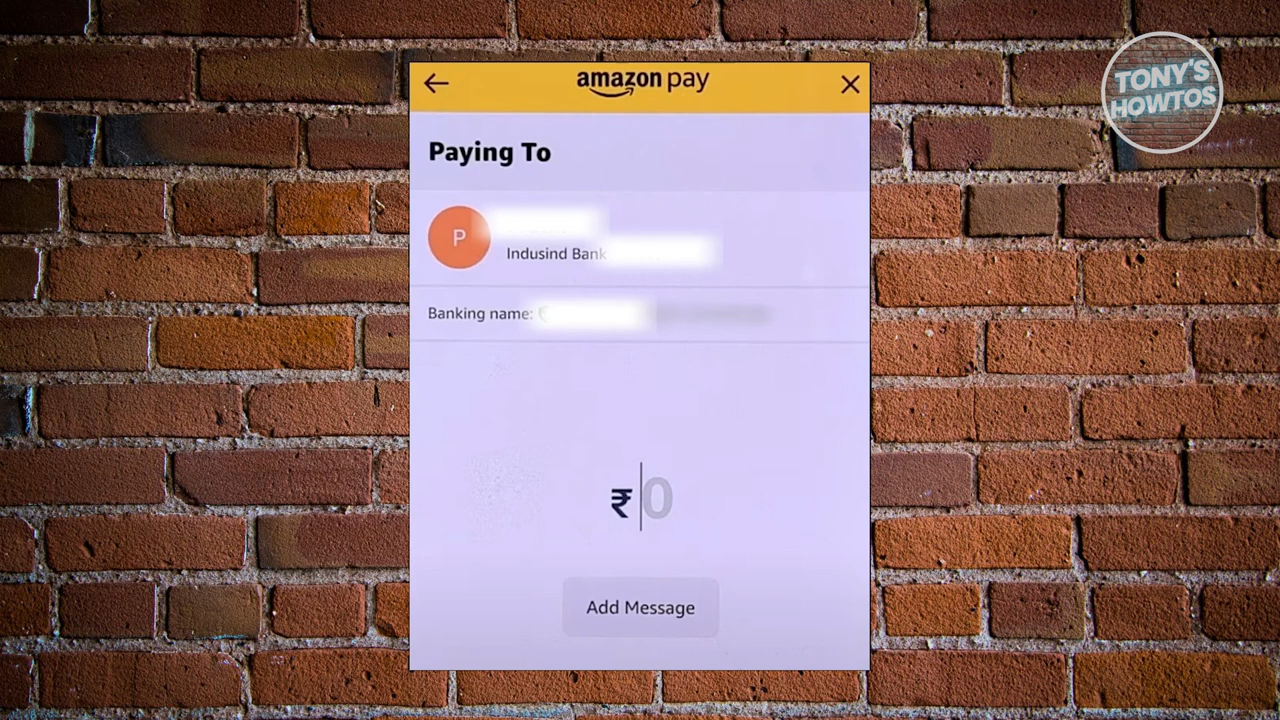 TONY'S
HOWTOS
amazon pay
Paying To
P
Indusind Bank
Banking name:
₹ 0
Add Message